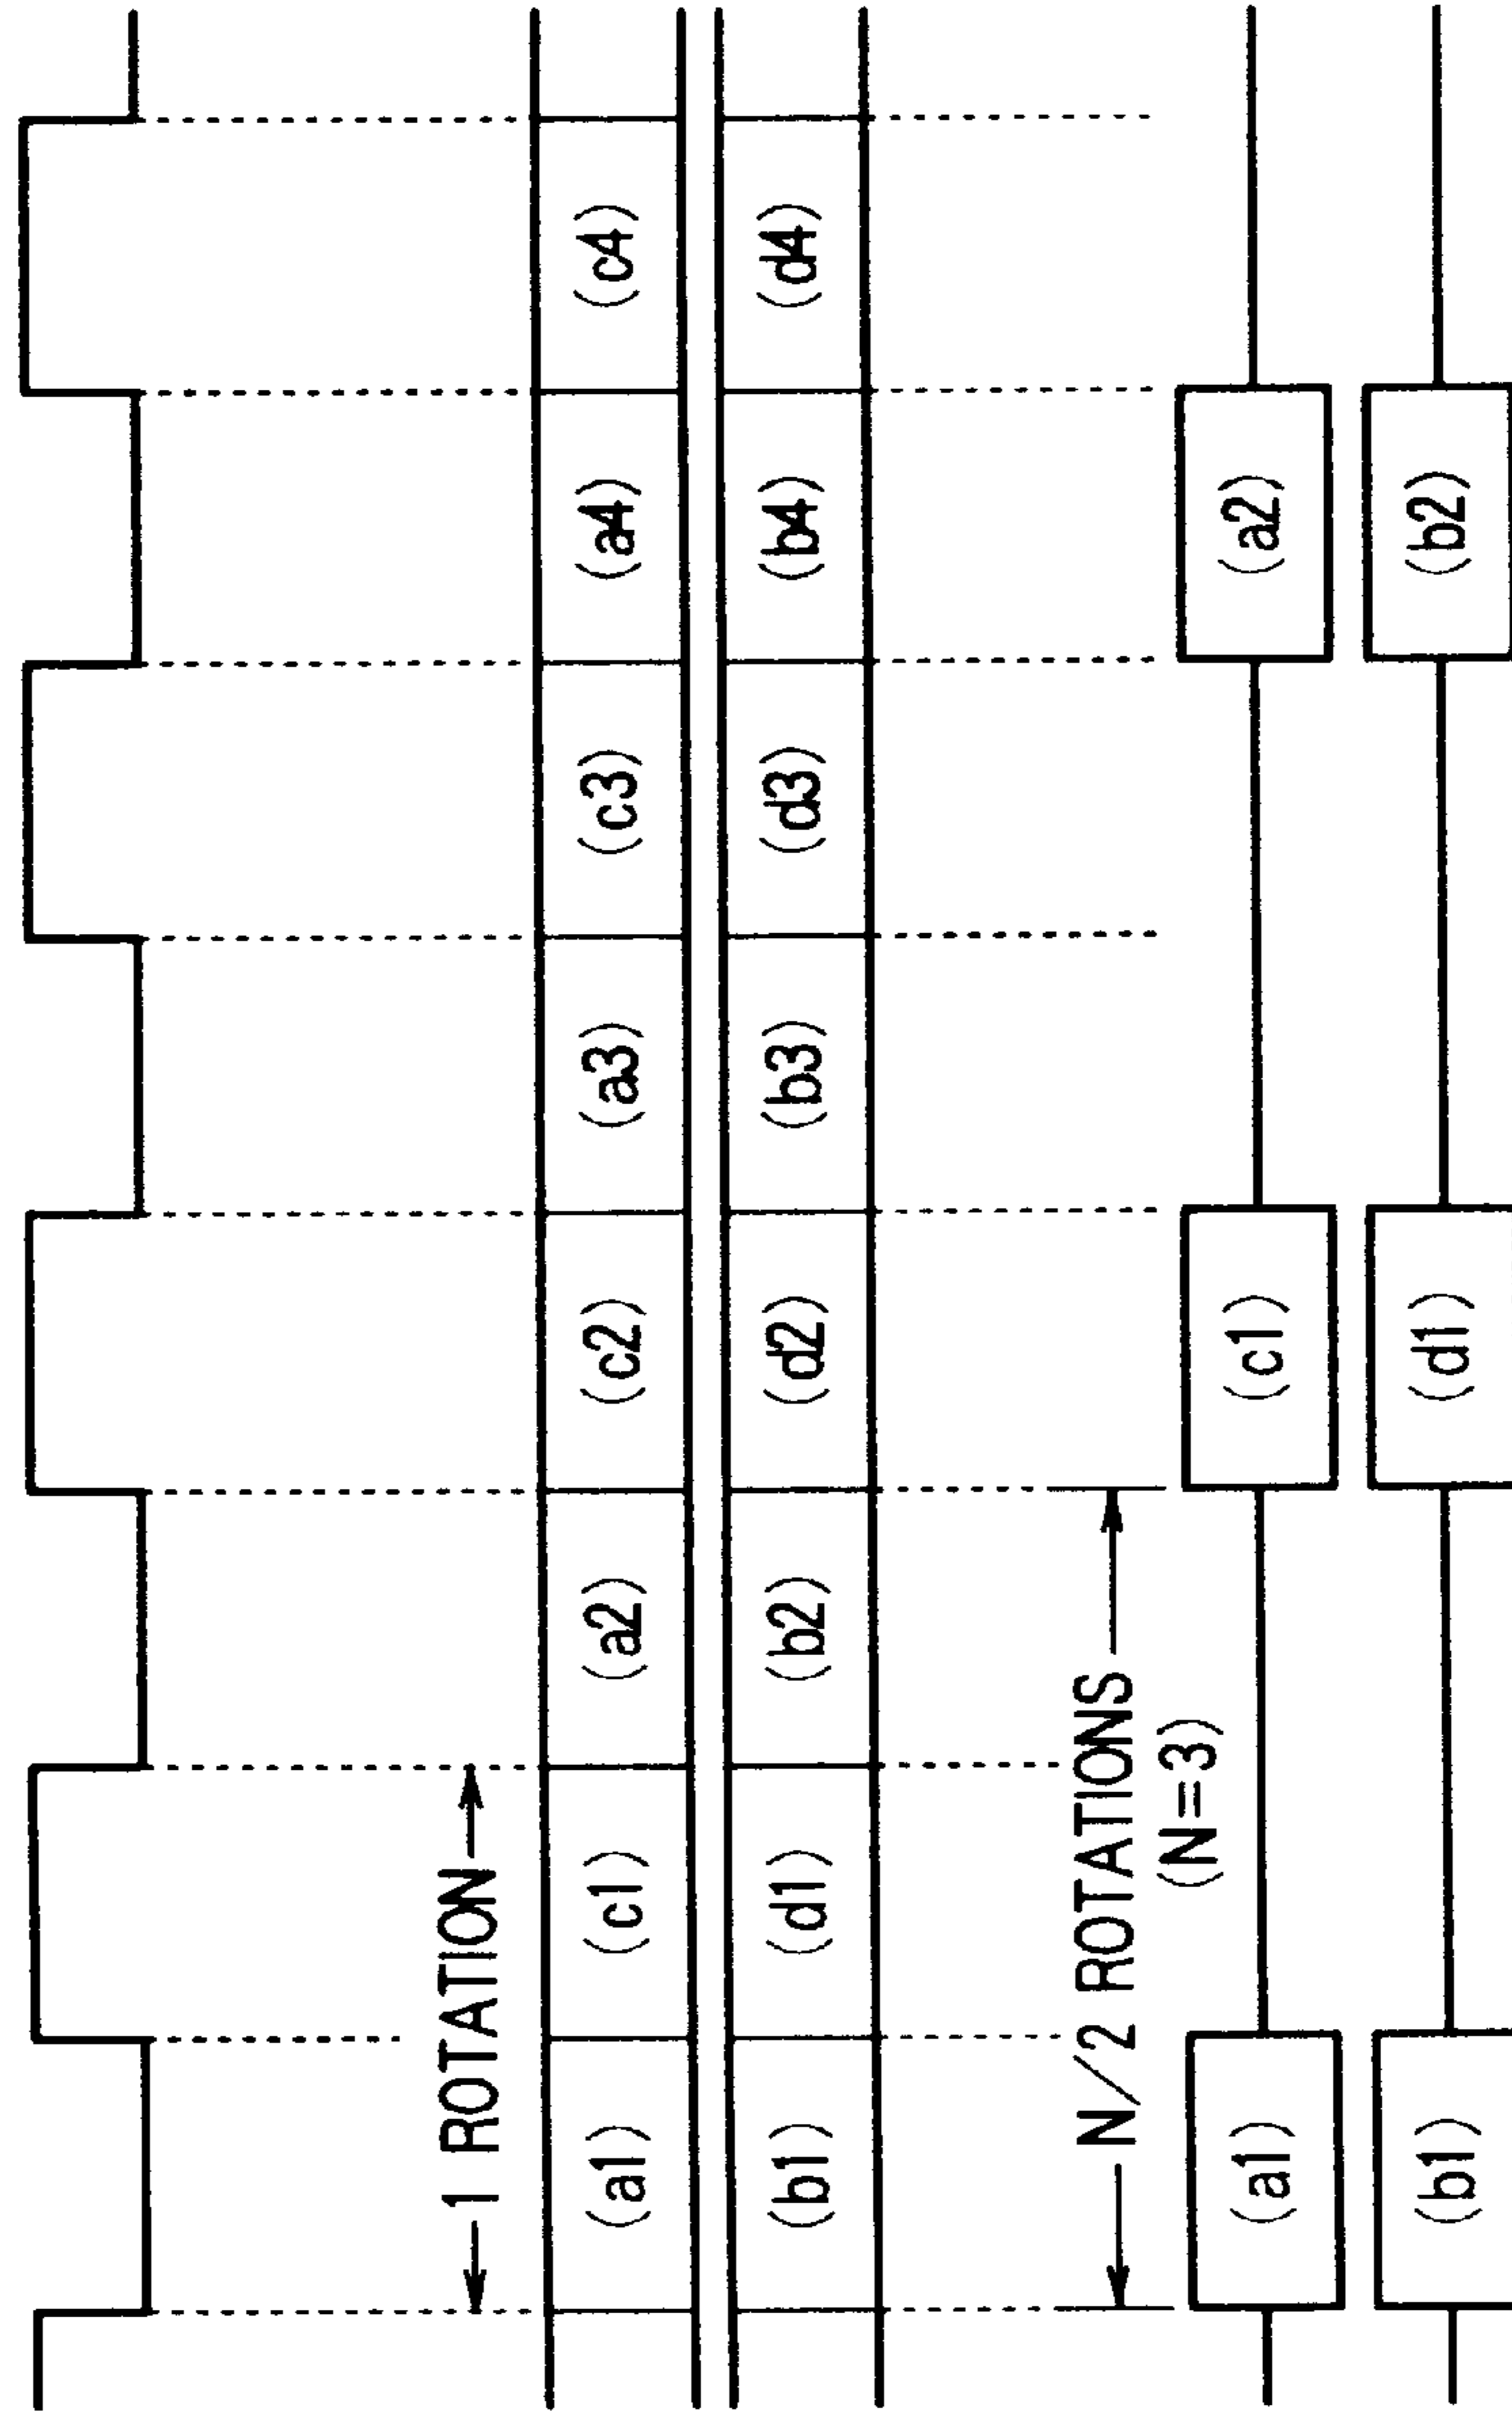 1 ROTATION
(a1) (c1) (a2) (c2) (a3) (c3) (a4) (c4)
(b1) (d1) (b2) (d2) (b3) (d3) (b4) (d4)
N/2 ROTATIONS
(N=3)
(a1) (c1) (a2)
(b1) (d1) (b2)